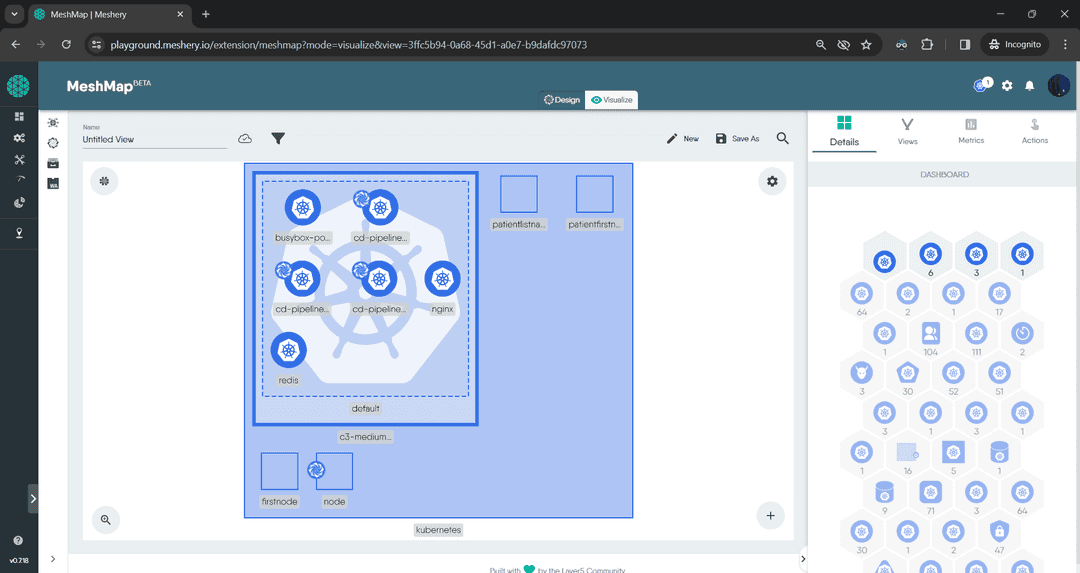 MeshMap | Meshery
playground.meshery.io/extension/meshmap?mode=visualize&view=3ffc5b94-0a68-45d1-a0e7-b9dafdc97073
Incognito
MeshMap BETA
Design
Visualize
1
Name
Untitled View
New
Save As
Details
Views
Metrics
Actions
DASHBOARD
busybox-po...
cd-pipeline...
cd-pipeline...
cd-pipeline...
nginx
redis
default
c3-medium...
patientlistna...
patientfirstn...
firstnode
node
kubernetes
6 3 1
64 2 1 17
1 104 111 2
3 30 52 51
3 1 3 1
1 16 5 1
9 71 3 64
30 1 2 47
WA
v0.7.18
Built with by the Layer5 Community